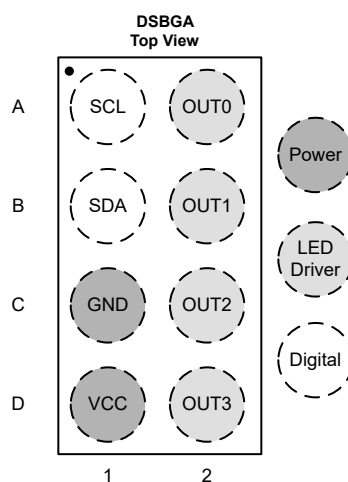 DSBGA
Top View
A
SCL
OUT0
Power
B
SDA
OUT1
LED
Driver
C
GND
OUT2
Digital
D
VCC
OUT3
1
2